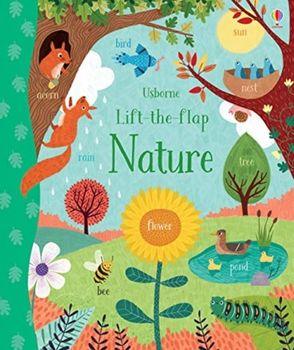 sun
bird
acorn
nest
Usborne
Lift-the-flap
Nature
rain
tree
flower
pond
bee